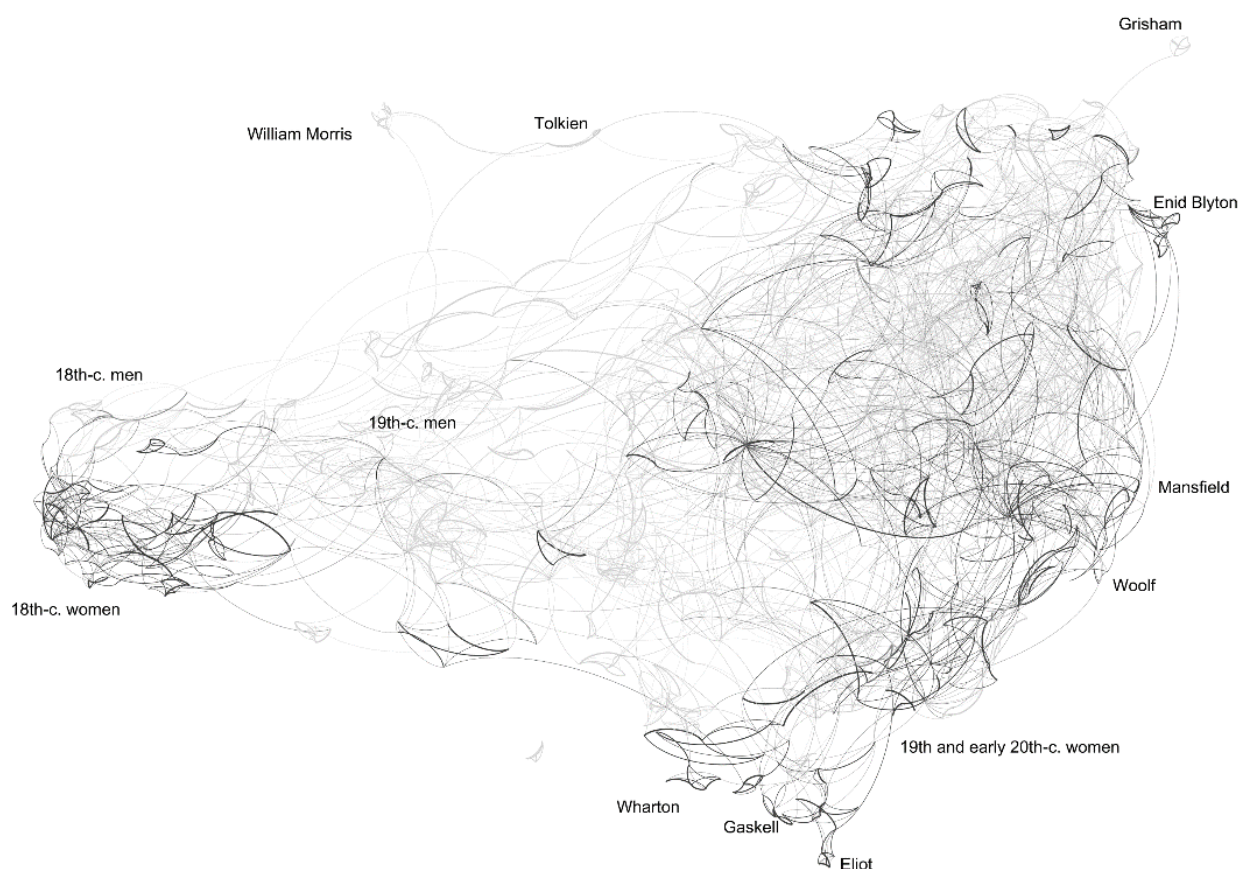 Grisham
Tolkien
William Morris
Enid Blyton
18th-c. men
19th-c. men
Mansfield
Woolf
18th-c. women
19th and early 20th-c. women
Wharton
Gaskell
Eliot